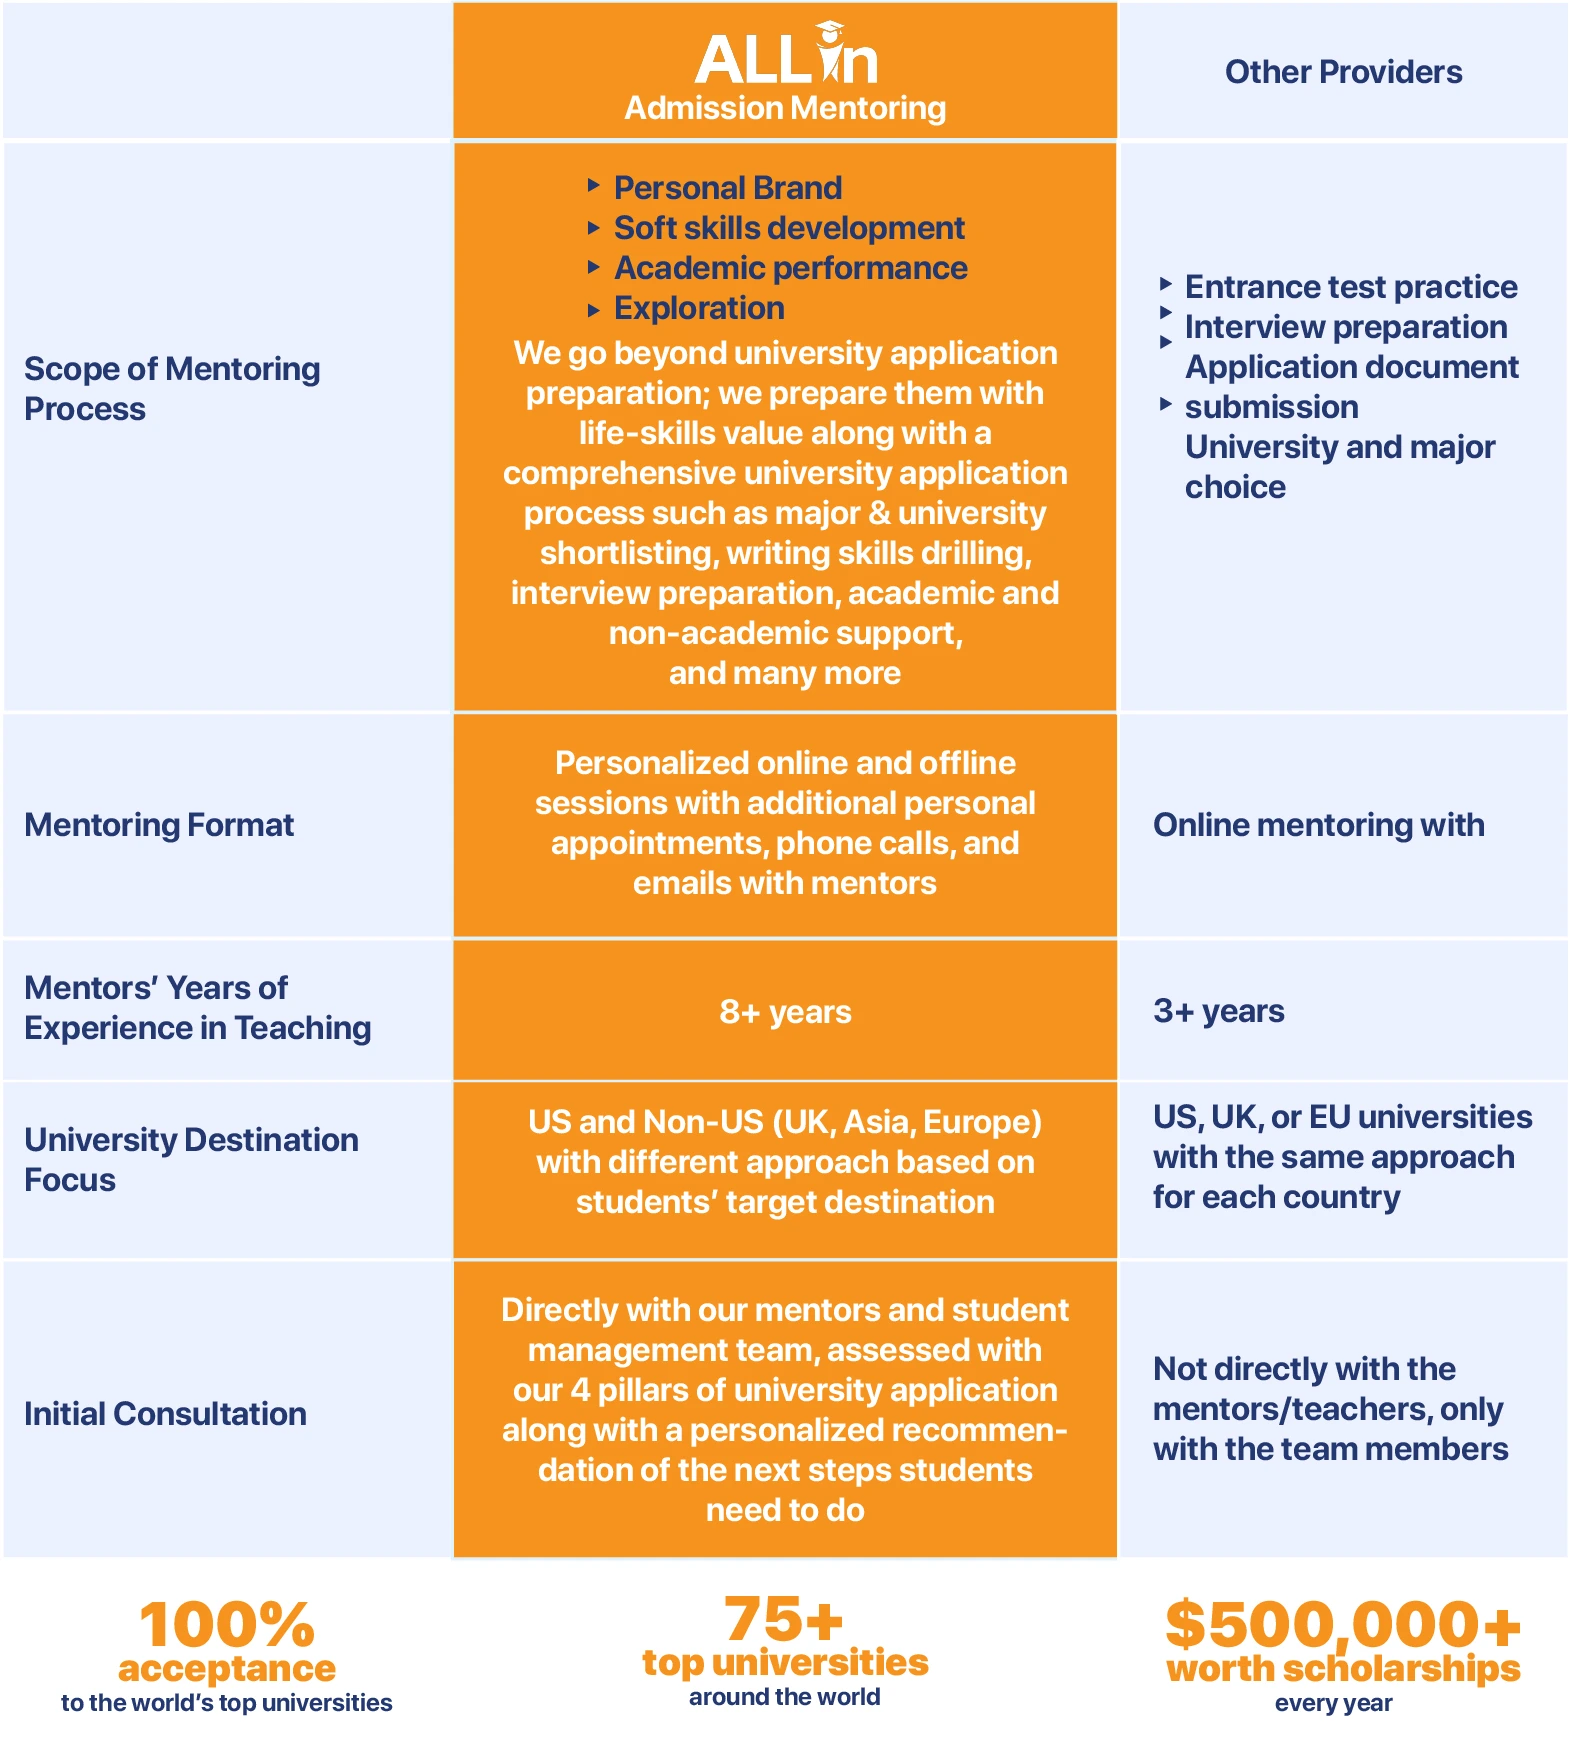 ALLin
Admission Mentoring
Other Providers
Scope of Mentoring
Process
▸ Personal Brand
▸ Soft skills development
▸ Academic performance
▸ Exploration
We go beyond university application
preparation; we prepare them with
life-skills value along with a
comprehensive university application
process such as major & university
shortlisting, writing skills drilling,
interview preparation, academic and
non-academic support,
and many more
▸ Entrance test practice
▸ Interview preparation
▸ Application document
▸ submission
University and major
choice
Mentoring Format
Personalized online and offline
sessions with additional personal
appointments, phone calls, and
emails with mentors
Online mentoring with
Mentors’ Years of
Experience in Teaching
8+ years
3+ years
University Destination
Focus
US and Non-US (UK, Asia, Europe)
with different approach based on
students’ target destination
US, UK, or EU universities
with the same approach
for each country
Initial Consultation
Directly with our mentors and student
management team, assessed with
our 4 pillars of university application
along with a personalized recommen-
dation of the next steps students
need to do
Not directly with the
mentors/teachers, only
with the team members
100%
acceptance
to the world’s top universities
75+
top universities
around the world
$500,000+
worth scholarships
every year